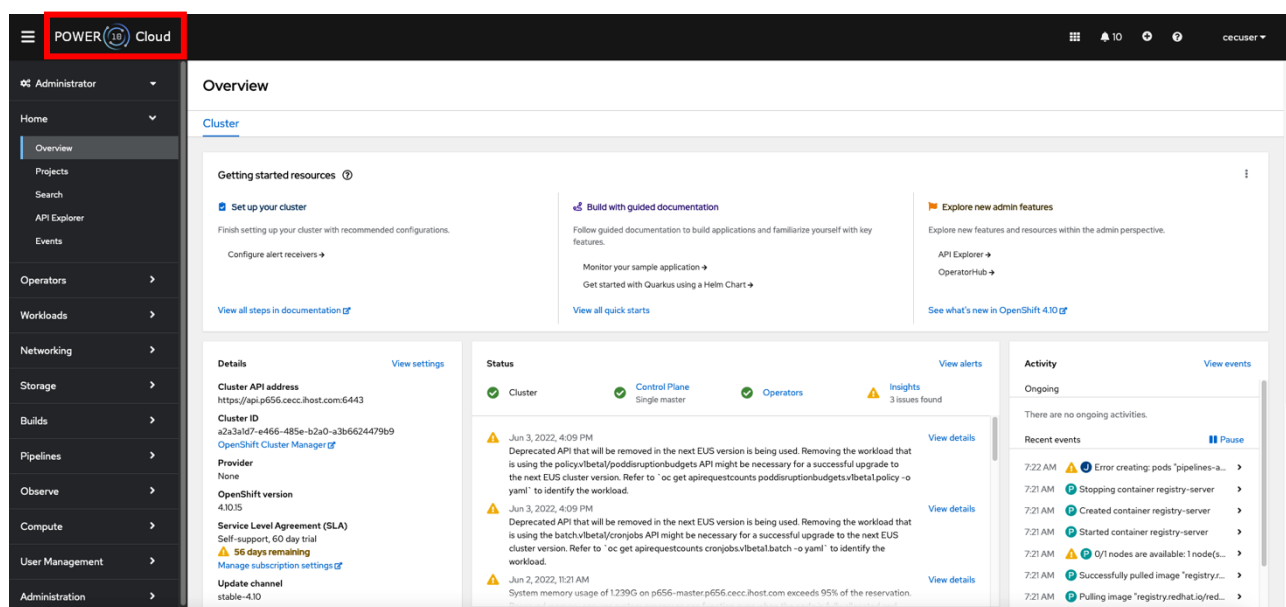 POWER 10 Cloud
10
cecuser
Administrator
Home
Overview
Projects
Search
API Explorer
Events
Operators
Workloads
Networking
Storage
Builds
Pipelines
Observe
Compute
User Management
Administration
Overview
Cluster
Getting started resources
Set up your cluster
Finish setting up your cluster with recommended configurations.
Configure alert receivers
View all steps in documentation
Build with guided documentation
Follow guided documentation to build applications and familiarize yourself with key
features.
Monitor your sample application
Get started with Quarkus using a Helm Chart
View all quick starts
Explore new admin features
Explore new features and resources within the admin perspective.
API Explorer
OperatorHub
See what's new in OpenShift 4.10
Details
View settings
Cluster API address
https://api.p656.cecc.ihost.com:6443
Cluster ID
a2a3a1d7-e466-485e-b2a0-a3b6624479b9
OpenShift Cluster Manager
Provider
None
OpenShift version
4.10.15
Service Level Agreement (SLA)
Self-support, 60 day trial
56 days remaining
Manage subscription settings
Update channel
stable-4.10
Status
View alerts
Cluster
Control Plane
Single master
Operators
Insights
3 issues found
Jun 3, 2022, 4:09 PM
View details
Deprecated API that will be removed in the next EUS version is being used. Removing the workload that
is using the policy.v1beta1/poddisruptionbudgets API might be necessary for a successful upgrade to
the next EUS cluster version. Refer to `oc get apirequestcounts poddisruptionbudgets.v1beta1.policy -o
yaml` to identify the workload.
Jun 3, 2022, 4:09 PM
View details
Deprecated API that will be removed in the next EUS version is being used. Removing the workload that
is using the batch.v1beta1/cronjobs API might be necessary for a successful upgrade to the next EUS
cluster version. Refer to `oc get apirequestcounts cronjobs.v1beta1.batch -o yaml` to identify the
workload.
Jun 2, 2022, 11:21 AM
View details
System memory usage of 1.239G on p656-master.p656.cecc.ihost.com exceeds 95% of the reservation.
Activity
View events
Ongoing
There are no ongoing activities.
Recent events
Pause
7:22 AM J Error creating: pods "pipelines-a...
7:21 AM P Stopping container registry-server
7:21 AM P Created container registry-server
7:21 AM P Started container registry-server
7:21 AM P 0/1 nodes are available: 1 node(s...
7:21 AM P Successfully pulled image "registry.r...
7:21 AM P Pulling image "registry.redhat.io/red...